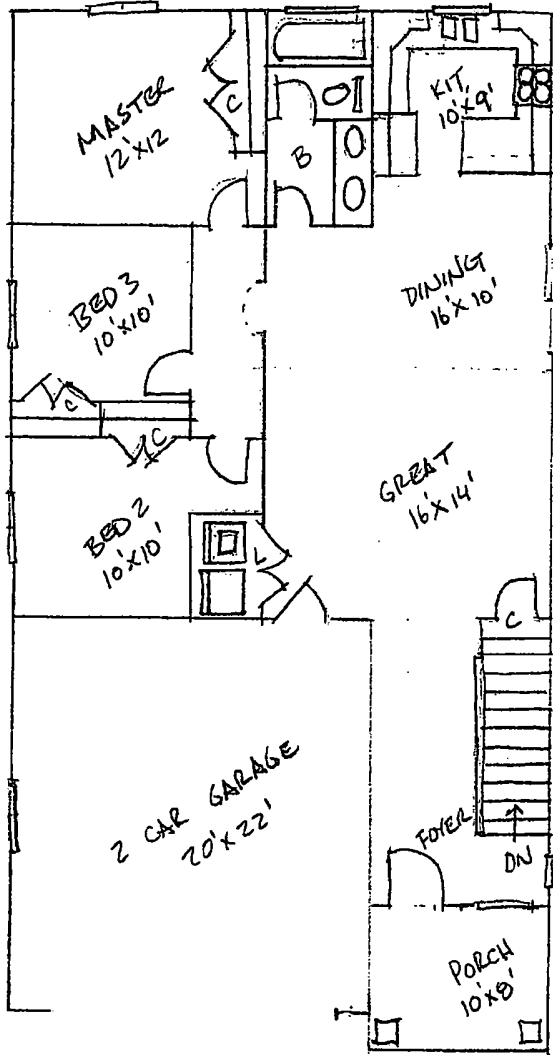 MASTER
12'X12
C
B
KIT.
10'X9'
BED 3
10'X10'
DINING
16'X10'
C
C
GREAT
16'X14'
BED 2
10'X10'
L
C
2 CAR GARAGE
20'X22'
FOYER
DN
PORCH
10'X8'